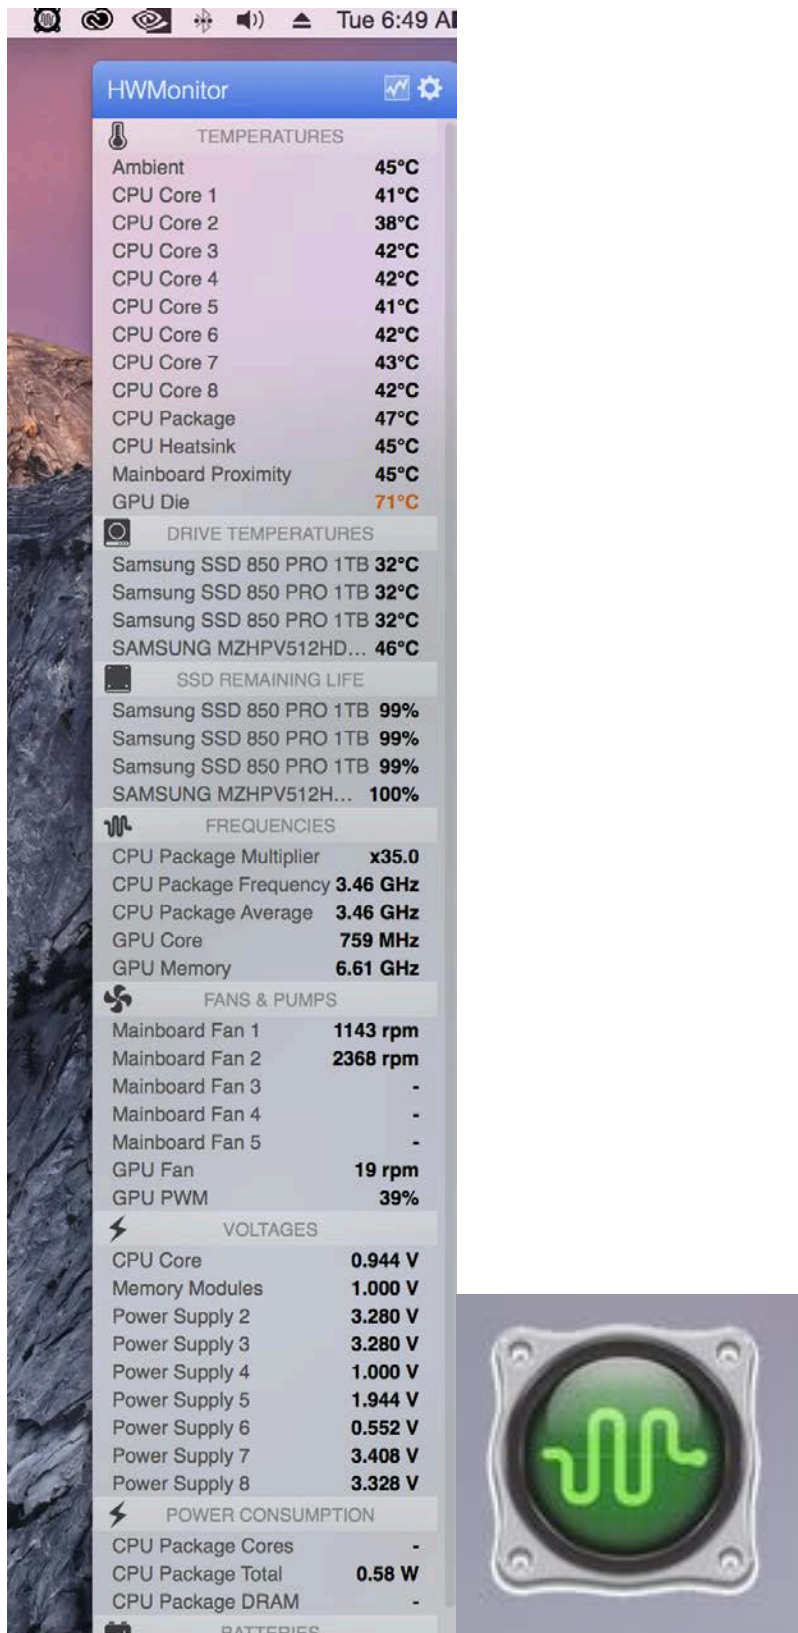 Tue 6:49 A
HWMonitor
TEMPERATURES
Ambient 45°C
CPU Core 1 41°C
CPU Core 2 38°C
CPU Core 3 42°C
CPU Core 4 42°C
CPU Core 5 41°C
CPU Core 6 42°C
CPU Core 7 43°C
CPU Core 8 42°C
CPU Package 47°C
CPU Heatsink 45°C
Mainboard Proximity 45°C
GPU Die 71°C
DRIVE TEMPERATURES
Samsung SSD 850 PRO 1TB 32°C
Samsung SSD 850 PRO 1TB 32°C
Samsung SSD 850 PRO 1TB 32°C
SAMSUNG MZHPV512HD... 46°C
SSD REMAINING LIFE
Samsung SSD 850 PRO 1TB 99%
Samsung SSD 850 PRO 1TB 99%
Samsung SSD 850 PRO 1TB 99%
SAMSUNG MZHPV512H... 100%
FREQUENCIES
CPU Package Multiplier x35.0
CPU Package Frequency 3.46 GHz
CPU Package Average 3.46 GHz
GPU Core 759 MHz
GPU Memory 6.61 GHz
FANS & PUMPS
Mainboard Fan 1 1143 rpm
Mainboard Fan 2 2368 rpm
Mainboard Fan 3 -
Mainboard Fan 4 -
Mainboard Fan 5 -
GPU Fan 19 rpm
GPU PWM 39%
VOLTAGES
CPU Core 0.944 V
Memory Modules 1.000 V
Power Supply 2 3.280 V
Power Supply 3 3.280 V
Power Supply 4 1.000 V
Power Supply 5 1.944 V
Power Supply 6 0.552 V
Power Supply 7 3.408 V
Power Supply 8 3.328 V
POWER CONSUMPTION
CPU Package Cores -
CPU Package Total 0.58 W
CPU Package DRAM -
BATTERIES